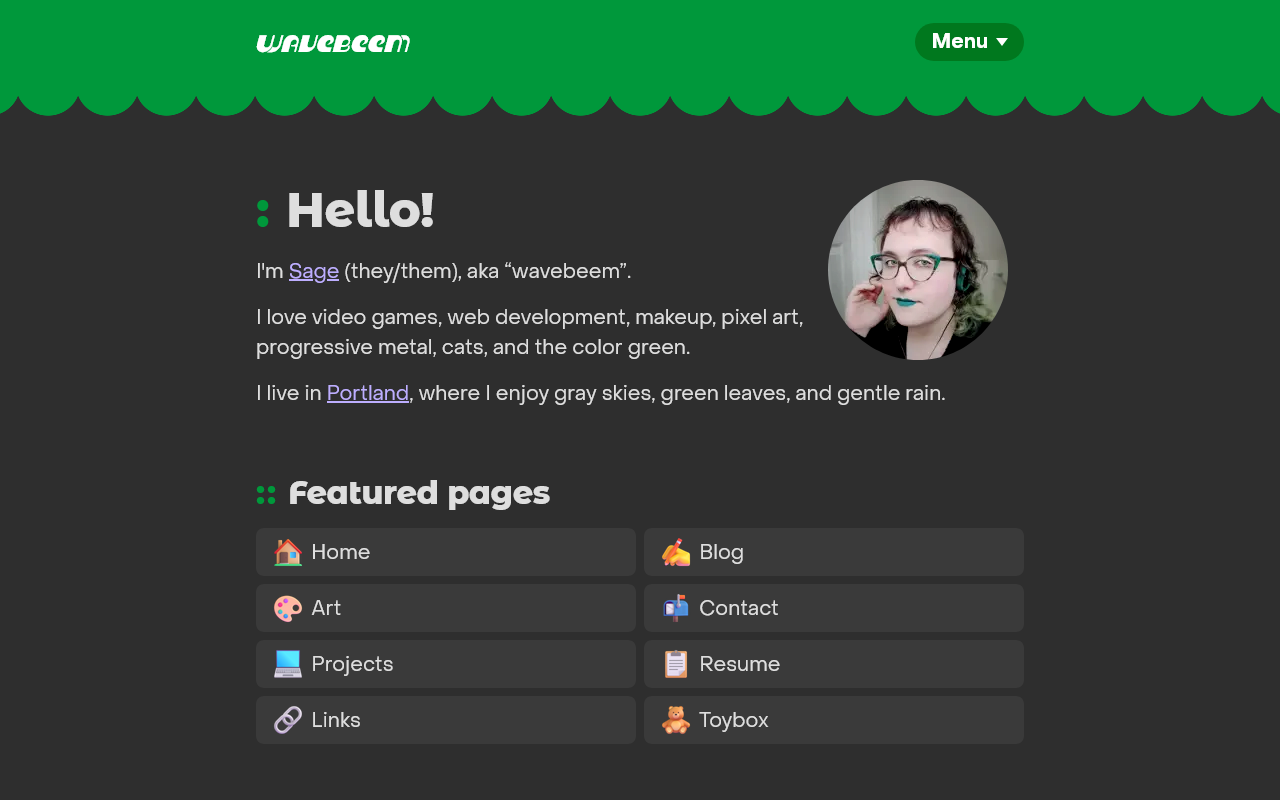 WAVEBEEM
Menu
Hello!
I'm Sage (they/them), aka “wavebeem”.
I love video games, web development, makeup, pixel art,
progressive metal, cats, and the color green.
I live in Portland, where I enjoy gray skies, green leaves, and gentle rain.
Featured pages
Home
Blog
Art
Contact
Projects
Resume
Links
Toybox